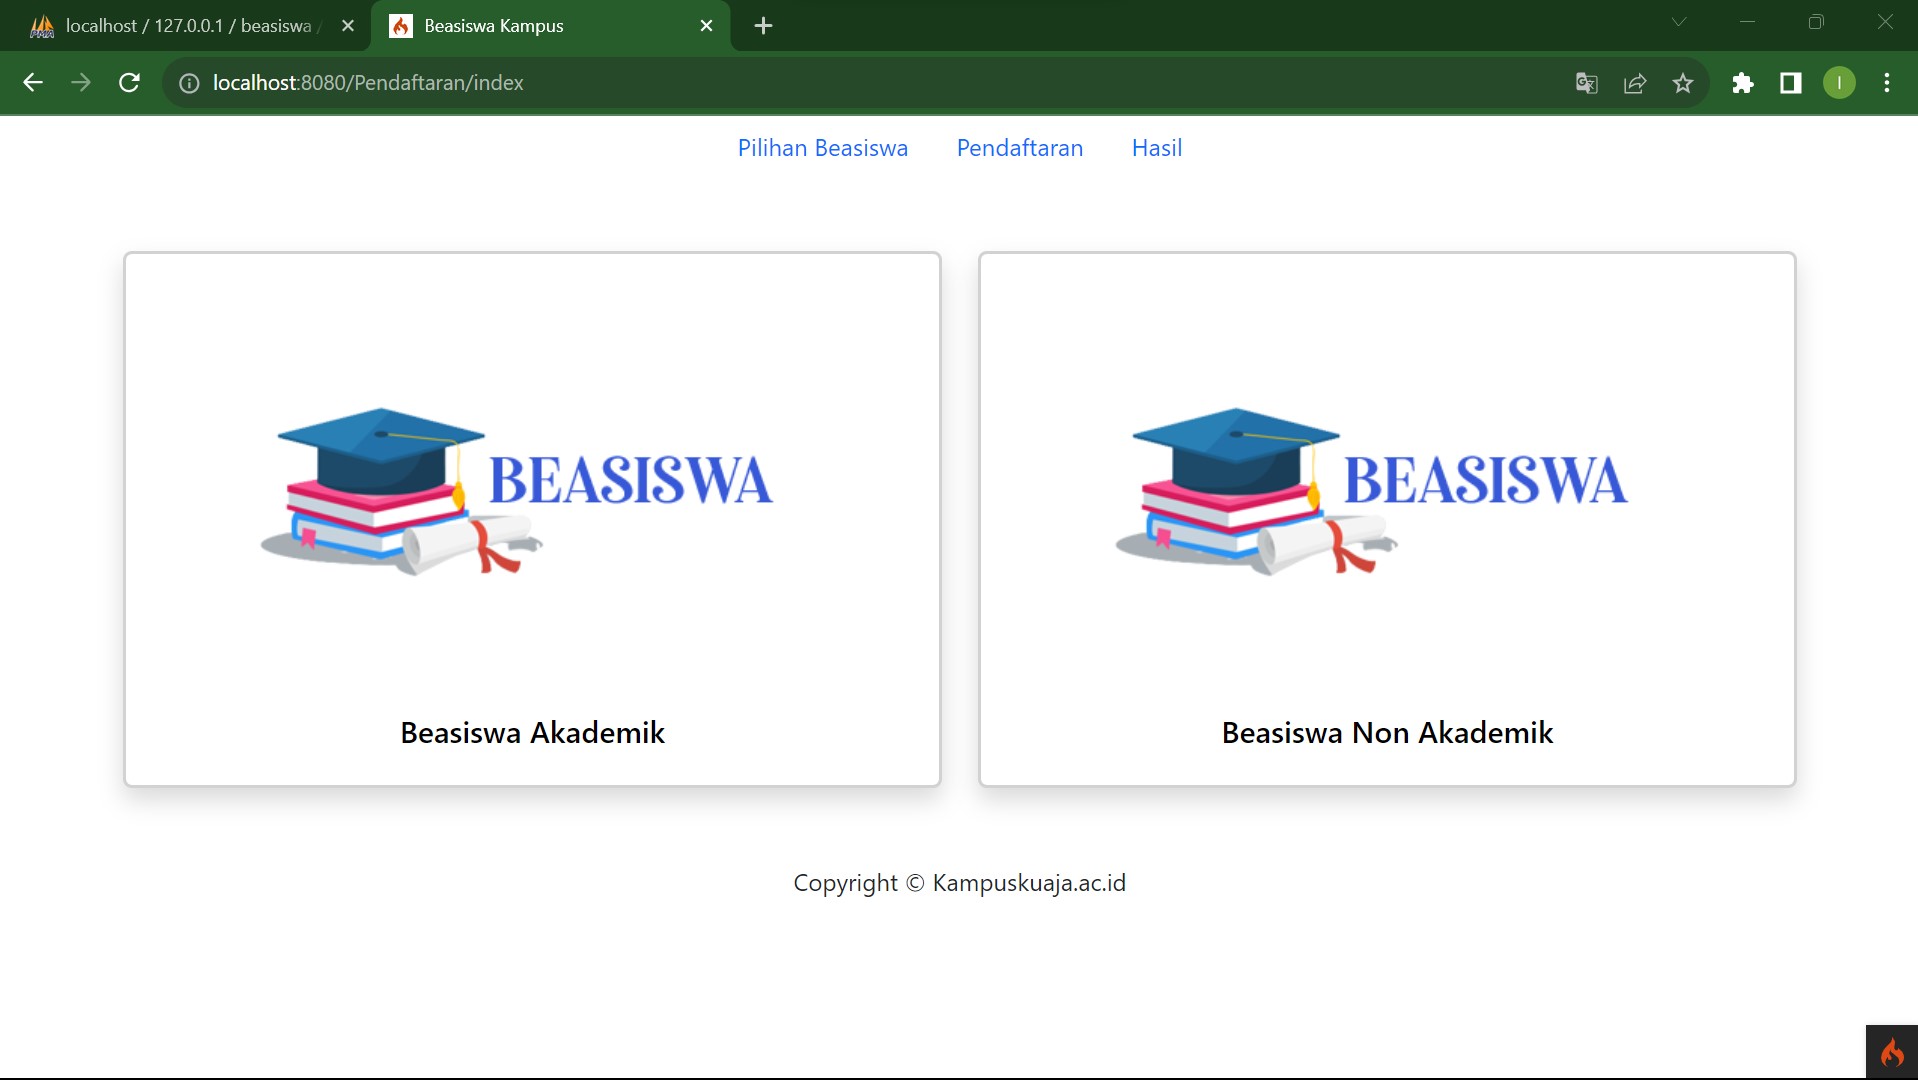 localhost / 127.0.0.1 / beasiswa /
Beasiswa Kampus
localhost:8080/Pendaftaran/index
I
Pilihan Beasiswa Pendaftaran Hasil
BEASISWA
BEASISWA
Beasiswa Akademik
Beasiswa Non Akademik
Copyright © Kampuskuaja.ac.id